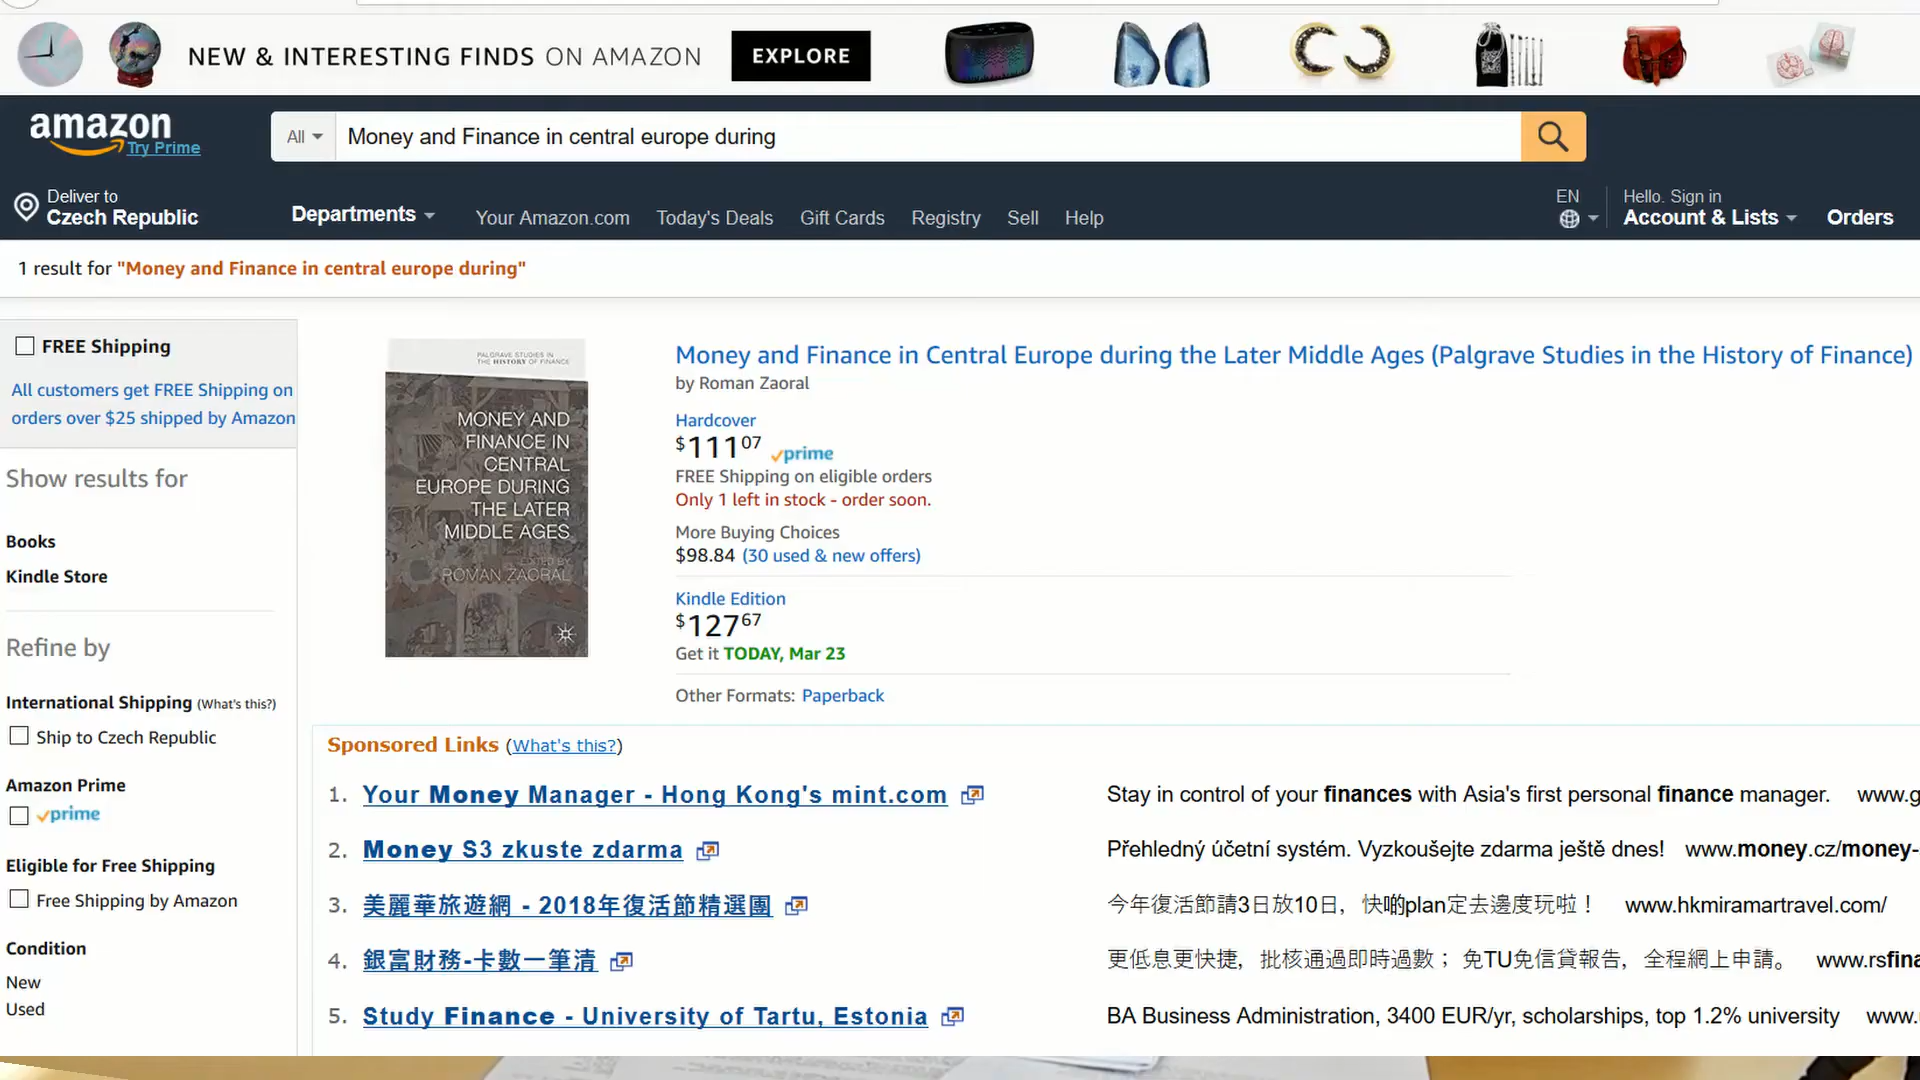 NEW & INTERESTING FINDS ON AMAZON
EXPLORE
amazon
Try Prime
All
Money and Finance in central europe during
Deliver to
Czech Republic
Departments
Your Amazon.com
Today's Deals
Gift Cards
Registry
Sell
Help
EN
Hello. Sign in
Account & Lists
Orders
1 result for "Money and Finance in central europe during"
FREE Shipping
All customers get FREE Shipping on
orders over $25 shipped by Amazon
Show results for
Books
Kindle Store
Refine by
International Shipping (What's this?)
Ship to Czech Republic
Amazon Prime
prime
Eligible for Free Shipping
Free Shipping by Amazon
Condition
New
Used
PALGRAVE STUDIES IN
THE HISTORY OF FINANCE
MONEY AND
FINANCE IN
CENTRAL
EUROPE DURING
THE LATER
MIDDLE AGES
EDITED BY
ROMAN ZAORAL
Money and Finance in Central Europe during the Later Middle Ages (Palgrave Studies in the History of Finance)
by Roman Zaoral
Hardcover
$111.07 prime
FREE Shipping on eligible orders
Only 1 left in stock - order soon.
More Buying Choices
$98.84 (30 used & new offers)
Kindle Edition
$127.67
Get it TODAY, Mar 23
Other Formats: Paperback
Sponsored Links (What's this?)
1. Your Money Manager - Hong Kong's mint.com Stay in control of your finances with Asia's first personal finance manager. www.g
2. Money S3 zkuste zdarma Přehledný účetní systém. Vyzkoušejte zdarma ještě dnes! www.money.cz/money-
3. 美麗華旅遊網 - 2018年復活節精選團 今年復活節請3日放10日，快啲plan定去邊度玩啦！ www.hkmiramartravel.com/
4. 銀富財務-卡數一筆清 更低息更快捷，批核通過即時過數；免TU免信貸報告，全程網上申請。 www.rsfina
5. Study Finance - University of Tartu, Estonia BA Business Administration, 3400 EUR/yr, scholarships, top 1.2% university www.